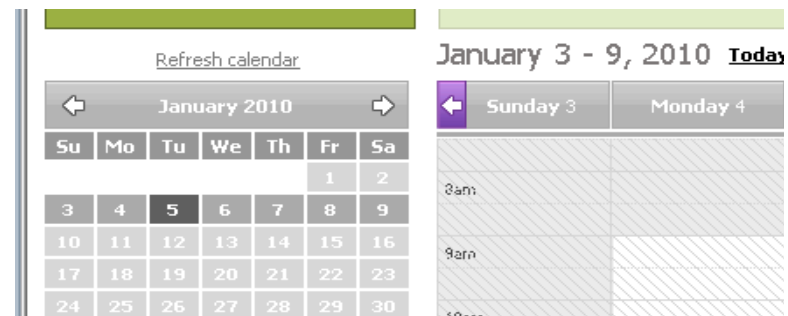 Refresh calendar
January 2010
Su Mo Tu We Th Fr Sa
1 2
3 4 5 6 7 8 9
10 11 12 13 14 15 16
17 18 19 20 21 22 23
24 25 26 27 28 29 30
January 3 - 9, 2010 Today
Sunday 3 Monday 4
8am
9am